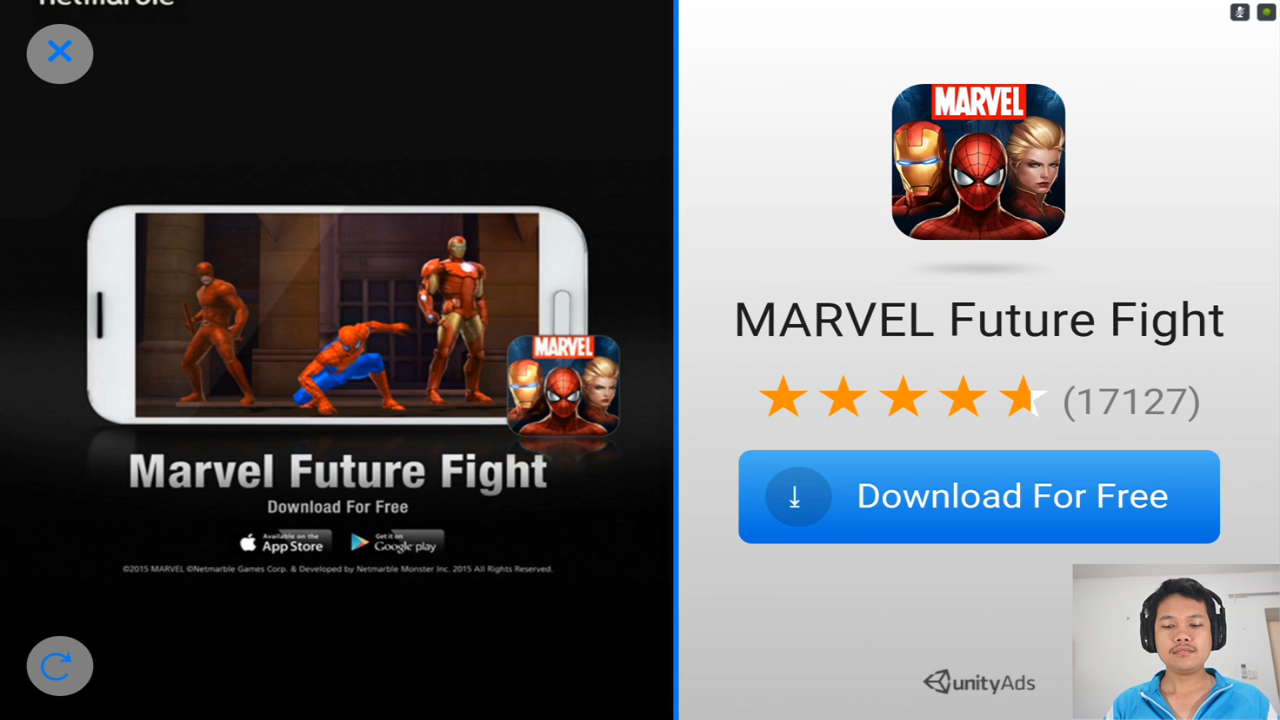 netmarble
MARVEL
Marvel Future Fight
Download For Free
Available on the
App Store
Get it on
Google play
©2015 MARVEL ©Netmarble Games Corp. & Developed by Netmarble Monster Inc. 2015 All Rights Reserved.
MARVEL
MARVEL Future Fight
(17127)
Download For Free
unityAds